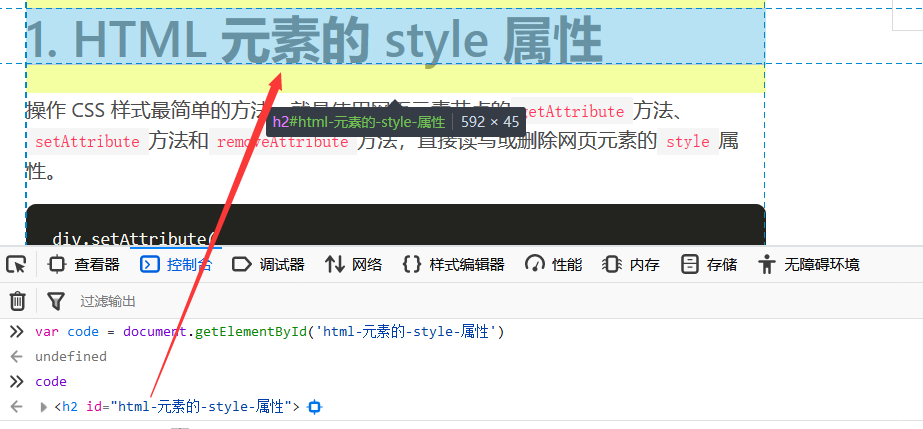 1. HTML 元素的 style 属性
操作 CSS 样式最简单的方法，就是使用网页元素节点的 getAttribute 方法、
setAttribute 方法和 removeAttribute 方法，直接读写或删除网页元素的 style 属
性。
h2#html-元素的-style-属性 592 × 45
div.setAttribute(
查看器 控制台 调试器 网络 样式编辑器 性能 内存 存储 无障碍环境
过滤输出
var code = document.getElementById('html-元素的-style-属性')
undefined
code
<h2 id="html-元素的-style-属性">